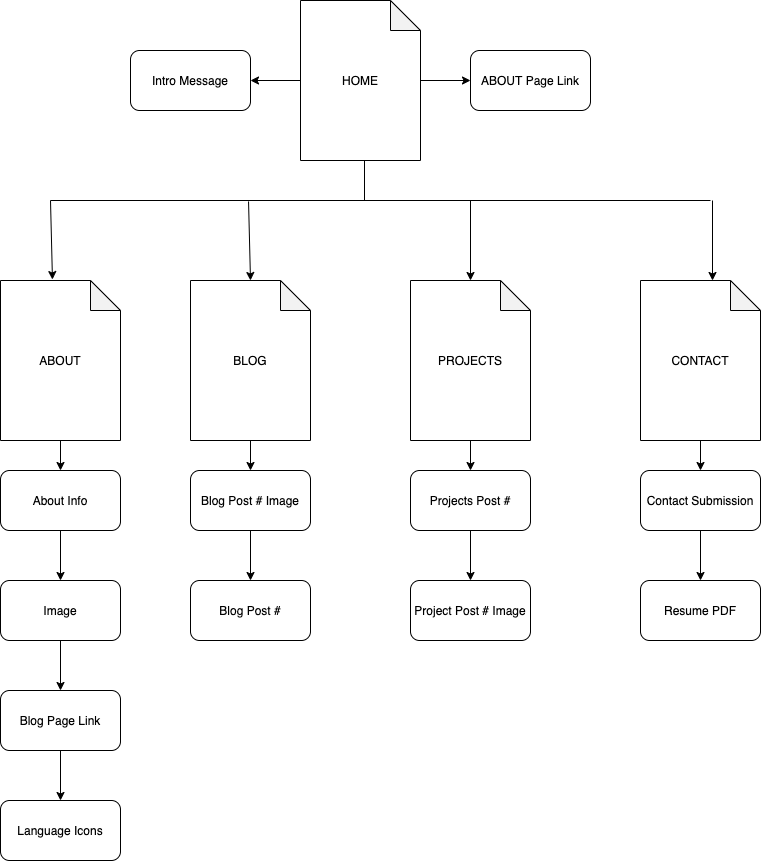 Intro Message
HOME
ABOUT Page Link
ABOUT
BLOG
PROJECTS
CONTACT
About Info
Blog Post # Image
Projects Post #
Contact Submission
Image
Blog Post #
Project Post # Image
Resume PDF
Blog Page Link
Language Icons